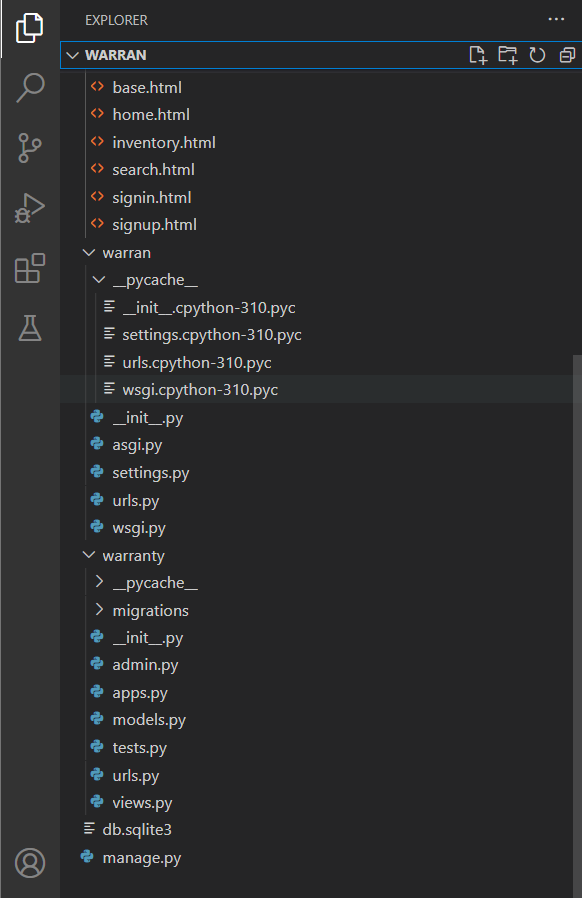 EXPLORER
WARRAN
base.html
home.html
inventory.html
search.html
signin.html
signup.html
warran
__pycache__
__init__.cpython-310.pyc
settings.cpython-310.pyc
urls.cpython-310.pyc
wsgi.cpython-310.pyc
__init__.py
asgi.py
settings.py
urls.py
wsgi.py
warranty
__pycache__
migrations
__init__.py
admin.py
apps.py
models.py
tests.py
urls.py
views.py
db.sqlite3
manage.py